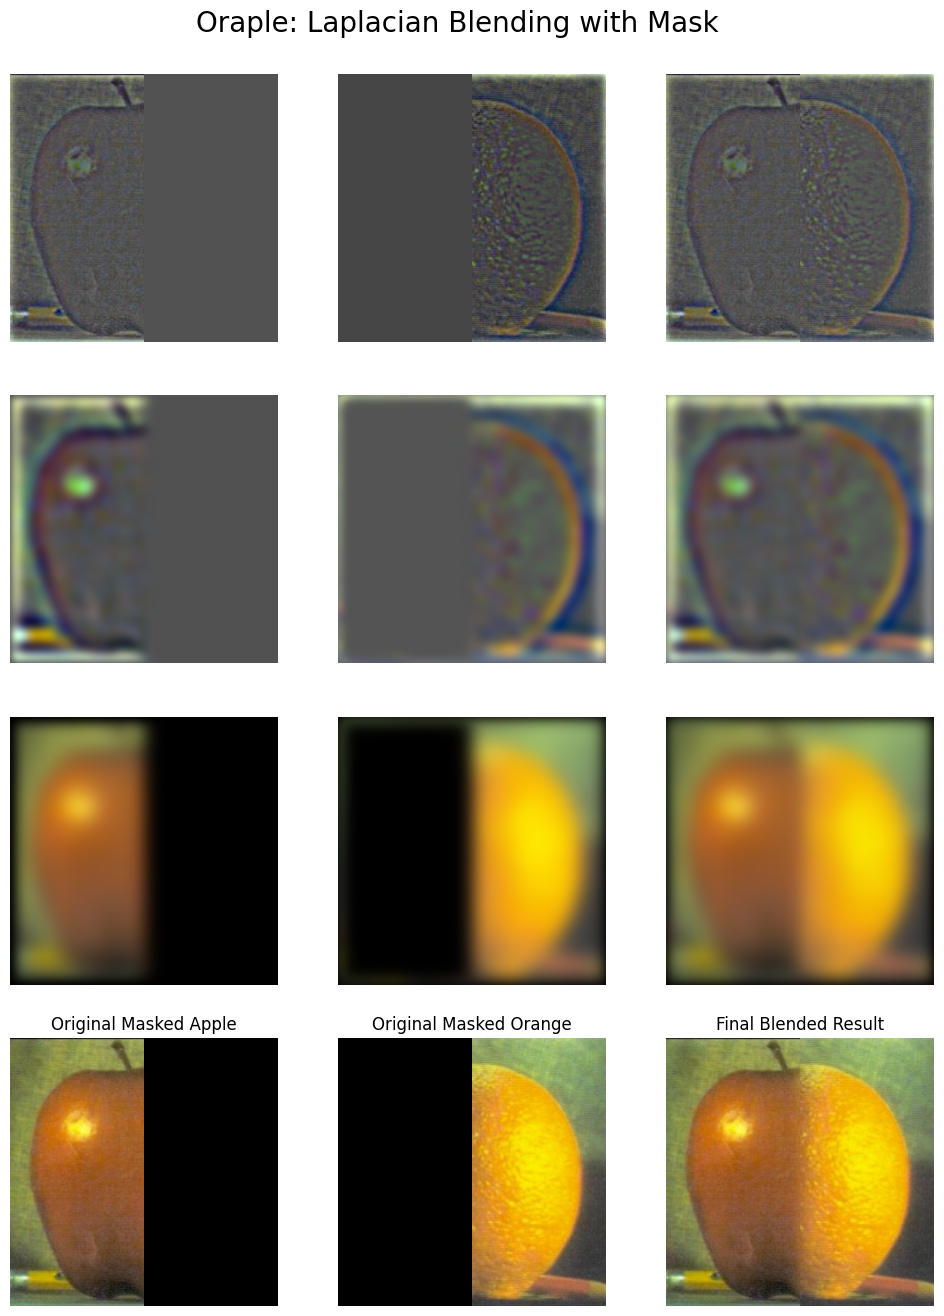 Oraple: Laplacian Blending with Mask
Original Masked Apple
Original Masked Orange
Final Blended Result